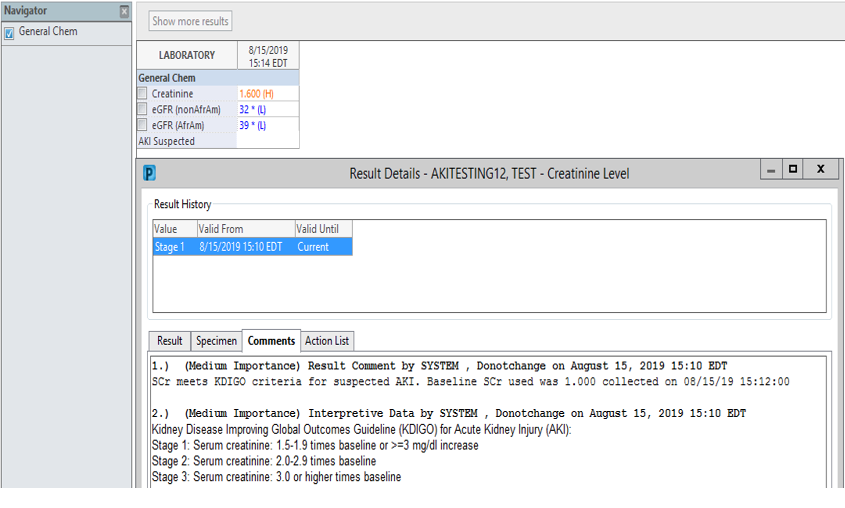 Navigator
General Chem
Show more results
LABORATORY
8/15/2019
15:14 EDT
General Chem
Creatinine 1.600 (H)
eGFR (nonAfrAm) 32 * (L)
eGFR (AfrAm) 39 * (L)
AKI Suspected
P
Result Details - AKITESTING12, TEST - Creatinine Level
X
Result History
Value Valid From Valid Until
Stage 1 8/15/2019 15:10 EDT Current
Result Specimen Comments Action List
1.) (Medium Importance) Result Comment by SYSTEM , Donotchange on August 15, 2019 15:10 EDT
SCr meets KDIGO criteria for suspected AKI. Baseline SCr used was 1.000 collected on 08/15/19 15:12:00
2.) (Medium Importance) Interpretive Data by SYSTEM , Donotchange on August 15, 2019 15:10 EDT
Kidney Disease Improving Global Outcomes Guideline (KDIGO) for Acute Kidney Injury (AKI):
Stage 1: Serum creatinine: 1.5-1.9 times baseline or >=3 mg/dl increase
Stage 2: Serum creatinine: 2.0-2.9 times baseline
Stage 3: Serum creatinine: 3.0 or higher times baseline